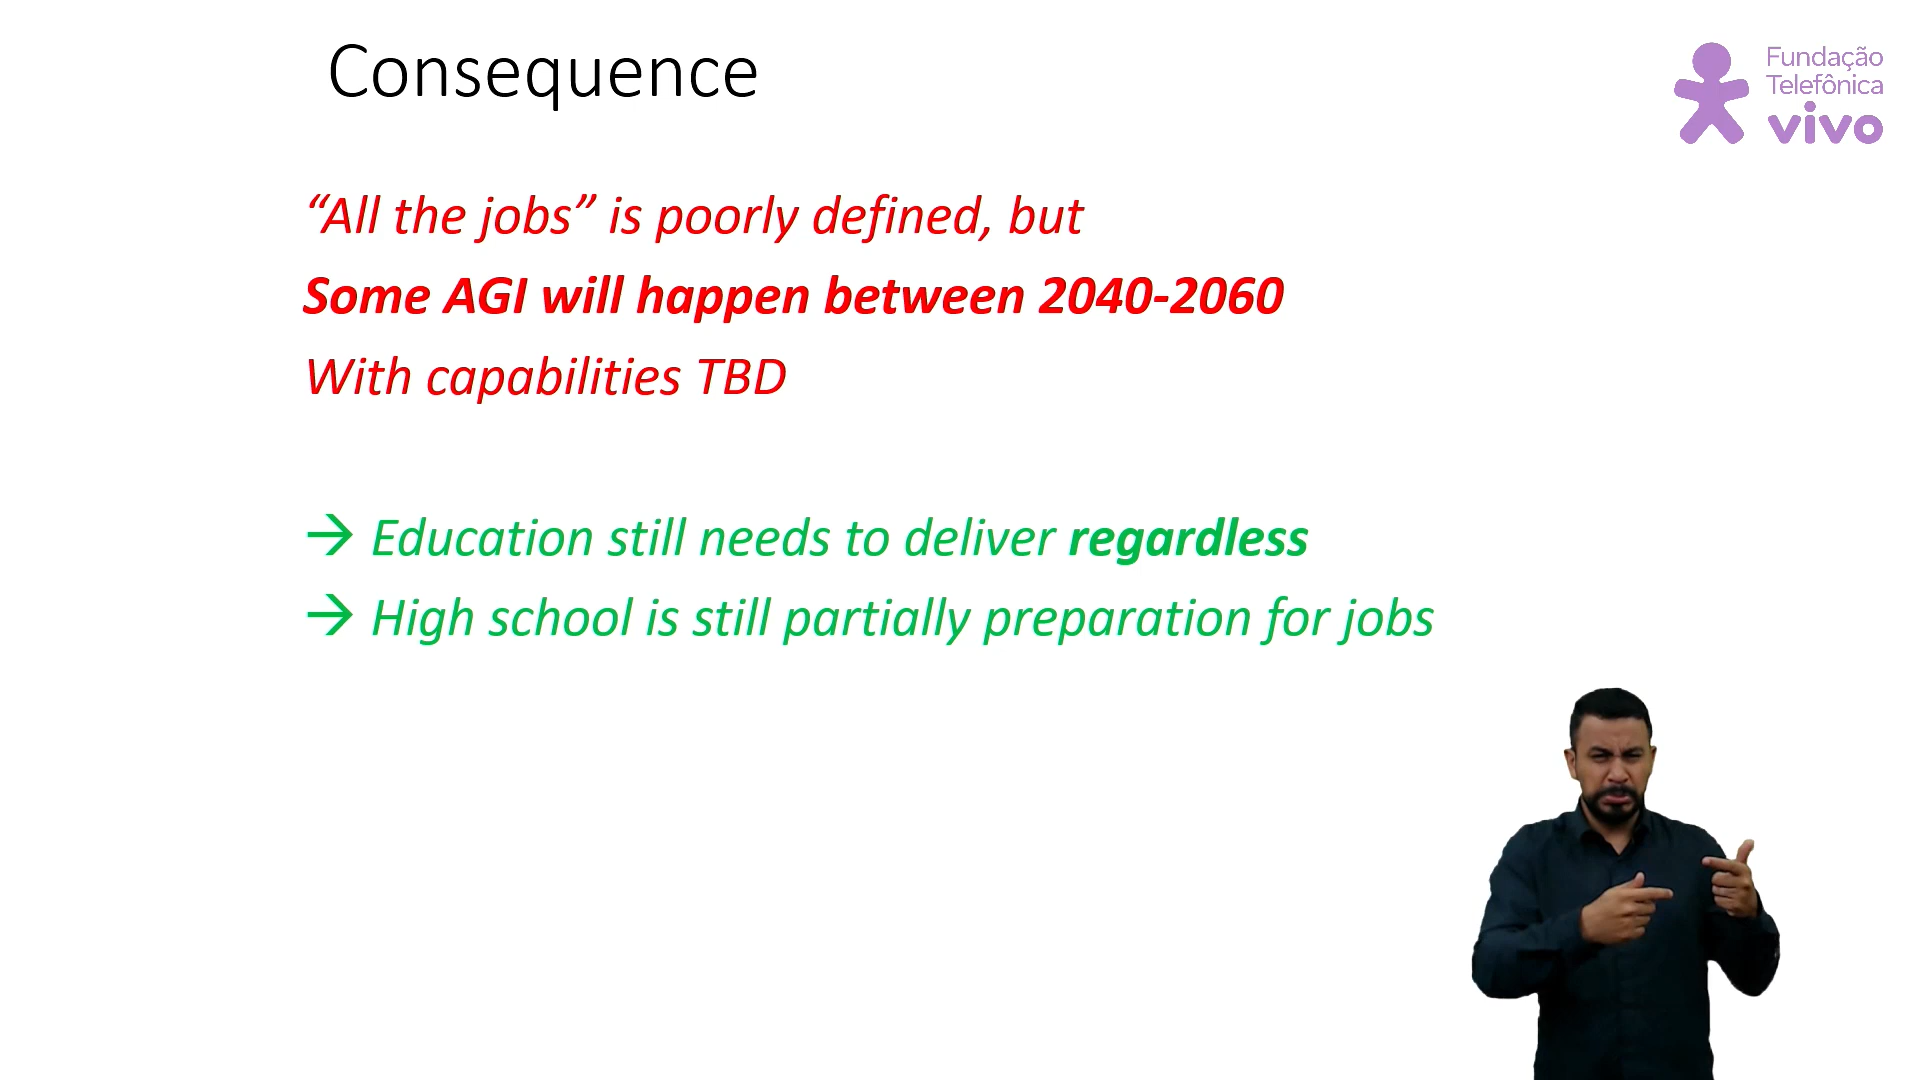 Consequence
Fundação
Telefônica
vivo
“All the jobs” is poorly defined, but
Some AGI will happen between 2040-2060
With capabilities TBD
→ Education still needs to deliver regardless
→ High school is still partially preparation for jobs